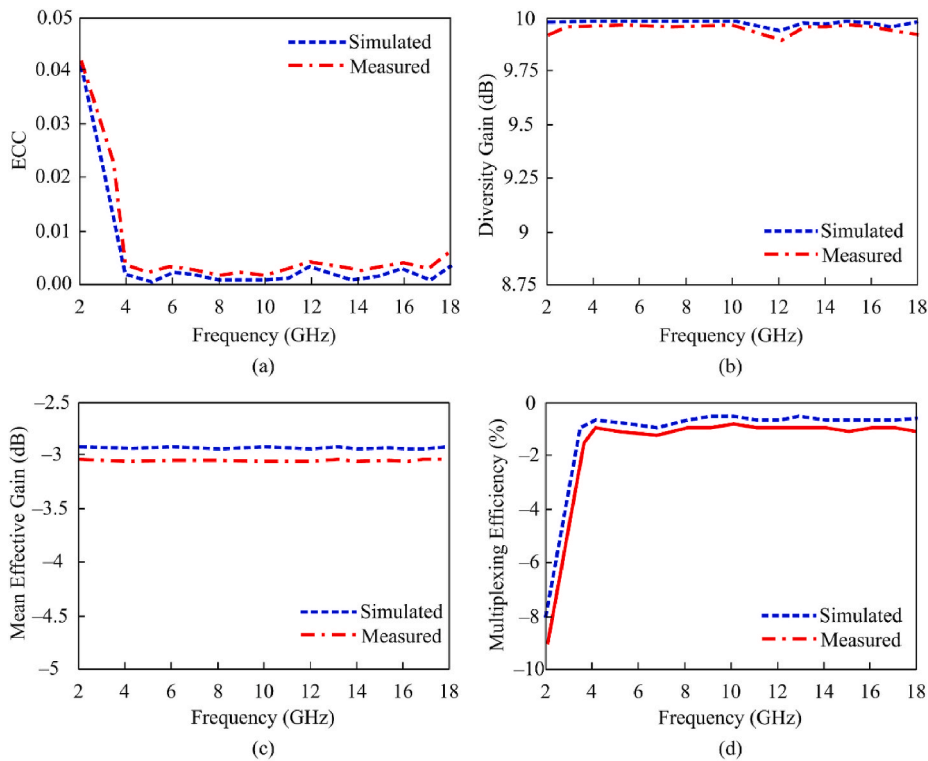 0.05
0.04
0.03
0.02
0.01
0.00
ECC
Simulated
Measured
2 4 6 8 10 12 14 16 18
Frequency (GHz)
(a)
10
9.75
9.5
9.25
9
8.75
Diversity Gain (dB)
Simulated
Measured
2 4 6 8 10 12 14 16 18
Frequency (GHz)
(b)
−2.5
−3
−3.5
−4
−4.5
−5
Mean Effective Gain (dB)
Simulated
Measured
2 4 6 8 10 12 14 16 18
Frequency (GHz)
(c)
0
−2
−4
−6
−8
−10
Multiplexing Efficiency (%)
Simulated
Measured
2 4 6 8 10 12 14 16 18
Frequency (GHz)
(d)